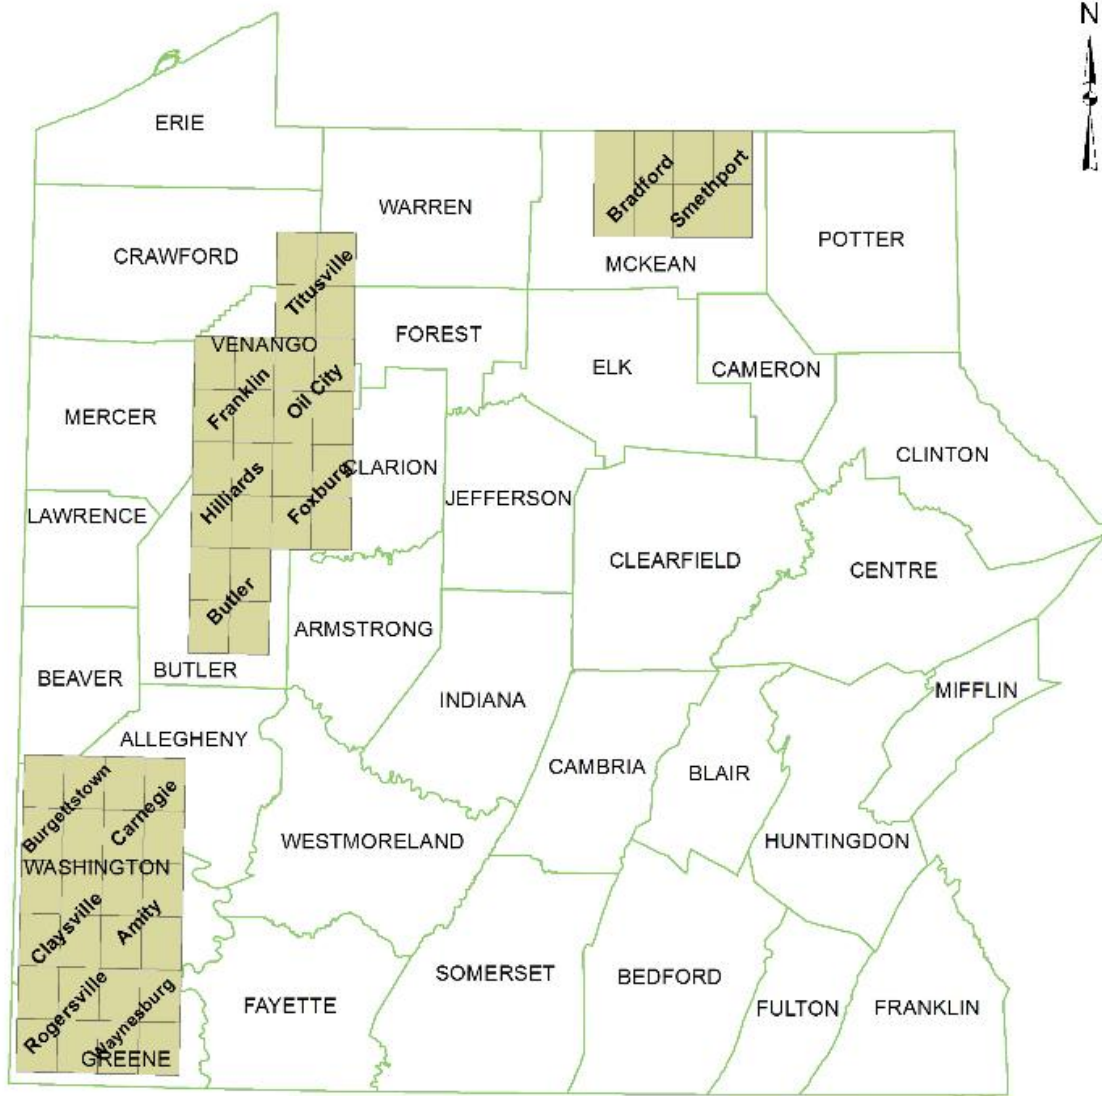 N
ERIE
WARREN
Bradford
Smethport
POTTER
CRAWFORD
MCKEAN
Titusville
VENANGO
FOREST
ELK
CAMERON
MERCER
Franklin
Oil City
CLINTON
CLARION
JEFFERSON
LAWRENCE
Hilliards
Foxburg
CLEARFIELD
CENTRE
Butler
ARMSTRONG
BEAVER
BUTLER
INDIANA
MIFFLIN
ALLEGHENY
CAMBRIA
BLAIR
Burgettstown
Carnegie
WESTMORELAND
HUNTINGDON
WASHINGTON
Claysville
Amity
SOMERSET
BEDFORD
Rogersville
Waynesburg
FAYETTE
FULTON
FRANKLIN
GREENE